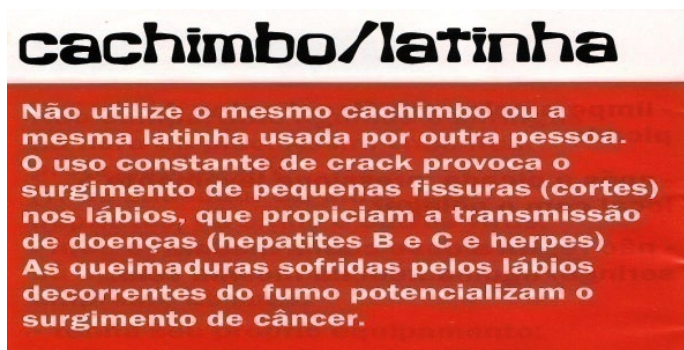 cachimbo/latinha
Não utilize o mesmo cachimbo ou a
mesma latinha usada por outra pessoa.
O uso constante de crack provoca o
surgimento de pequenas fissuras (cortes)
nos lábios, que propiciam a transmissão
de doenças (hepatites B e C e herpes)
As queimaduras sofridas pelos lábios
decorrentes do fumo potencializam o
surgimento de câncer.